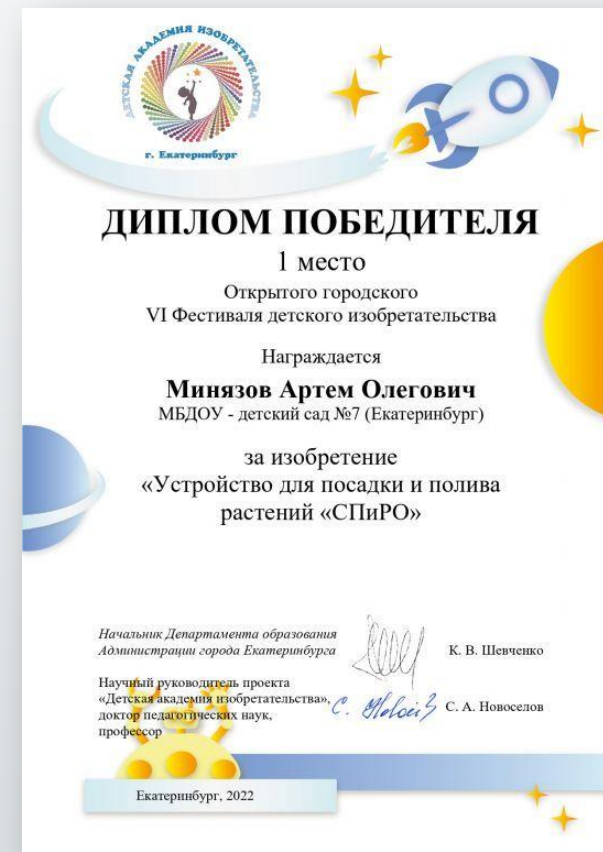 ДЕТСКАЯ АКАДЕМИЯ ИЗОБРЕТАТЕЛЬСТВА
г. Екатеринбург
ДИПЛОМ ПОБЕДИТЕЛЯ
1 место
Открытого городского
VI Фестиваля детского изобретательства
Награждается
Минязов Артем Олегович
МБДОУ - детский сад №7 (Екатеринбург)
за изобретение
«Устройство для посадки и полива
растений «СПиРО»
Начальник Департамента образования
Администрации города Екатеринбурга
К. В. Шевченко
Научный руководитель проекта
«Детская академия изобретательства»,
доктор педагогических наук,
профессор
С. А. Новоселов
Екатеринбург, 2022